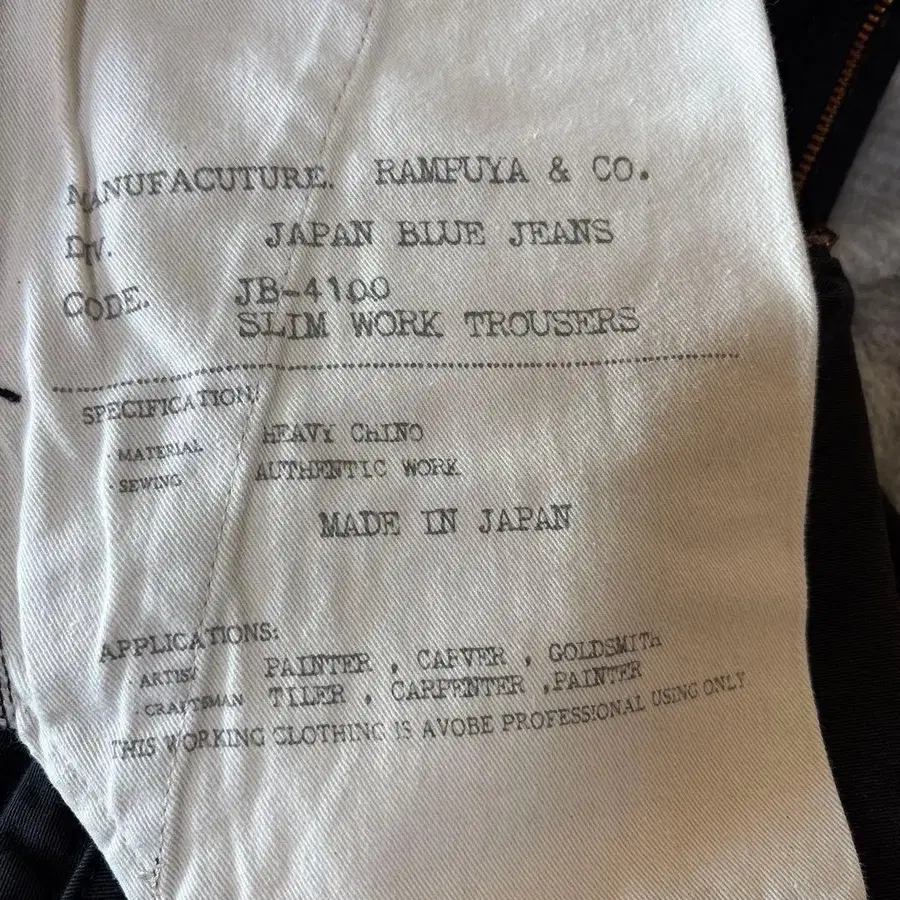 MANUFACUTURE. RAMPUYA & CO.
DIV. JAPAN BLUE JEANS
CODE. JB-4100
SLIM WORK TROUSERS
SPECIFICATION:
· MATERIAL HEAVY CHINO
· SEWING AUTHENTIC WORK
MADE IN JAPAN
APPLICATIONS:
· ARTIST PAINTER , CARVER , GOLDSMITH
· CRAFTSMAN TILER , CARPENTER , PAINTER
THIS WORKING CLOTHING IS AVOBE PROFESSIONAL USING ONLY